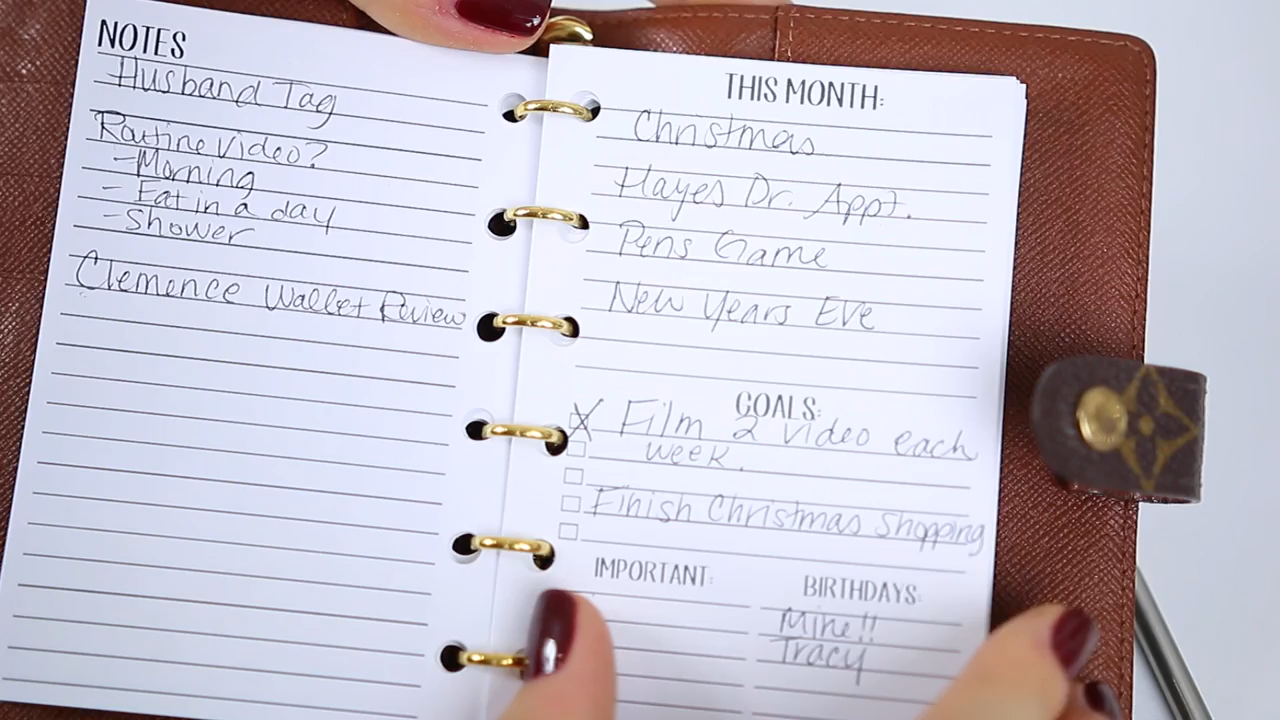 NOTES
Husband Tag
Routine video?
- Morning
- Eat in a day
- Shower
Clemence Wallet Review
THIS MONTH:
Christmas
Hayes Dr. Appt.
Pens Game
New Years Eve
GOALS:
Film 2 video each
week.
Finish Christmas Shopping
IMPORTANT:
BIRTHDAYS:
Mine!!
Tracy